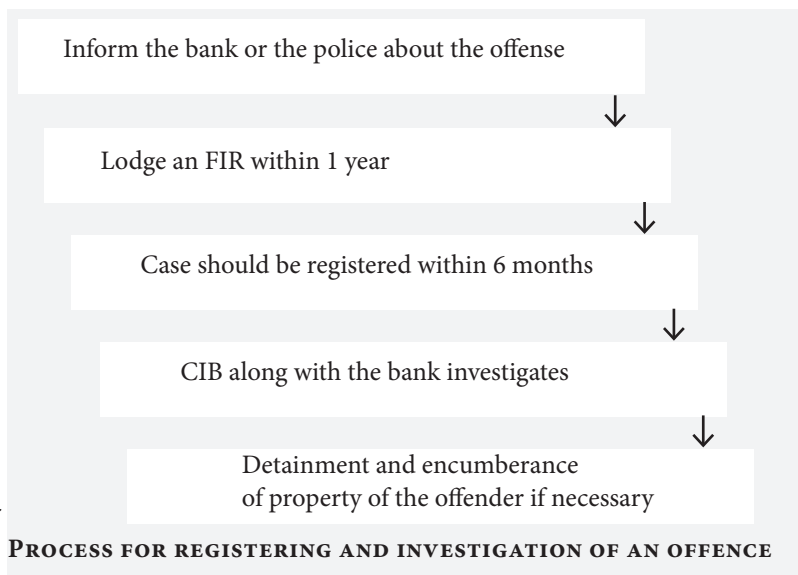 Inform the bank or the police about the offense
Lodge an FIR within 1 year
Case should be registered within 6 months
CIB along with the bank investigates
Detainment and encumberance
of property of the offender if necessary
PROCESS FOR REGISTERING AND INVESTIGATION OF AN OFFENCE